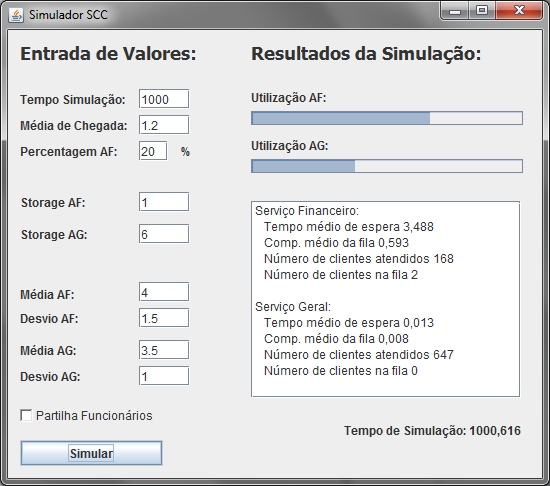 Simulador SCC
Entrada de Valores:
Tempo Simulação: 1000
Média de Chegada: 1.2
Percentagem AF: 20 %
Storage AF: 1
Storage AG: 6
Média AF: 4
Desvio AF: 1.5
Média AG: 3.5
Desvio AG: 1
Partilha Funcionários
Simular
Resultados da Simulação:
Utilização AF:
Utilização AG:
Serviço Financeiro:
Tempo médio de espera 3,488
Comp. médio da fila 0,593
Número de clientes atendidos 168
Número de clientes na fila 2
Serviço Geral:
Tempo médio de espera 0,013
Comp. médio da fila 0,008
Número de clientes atendidos 647
Número de clientes na fila 0
Tempo de Simulação: 1000,616